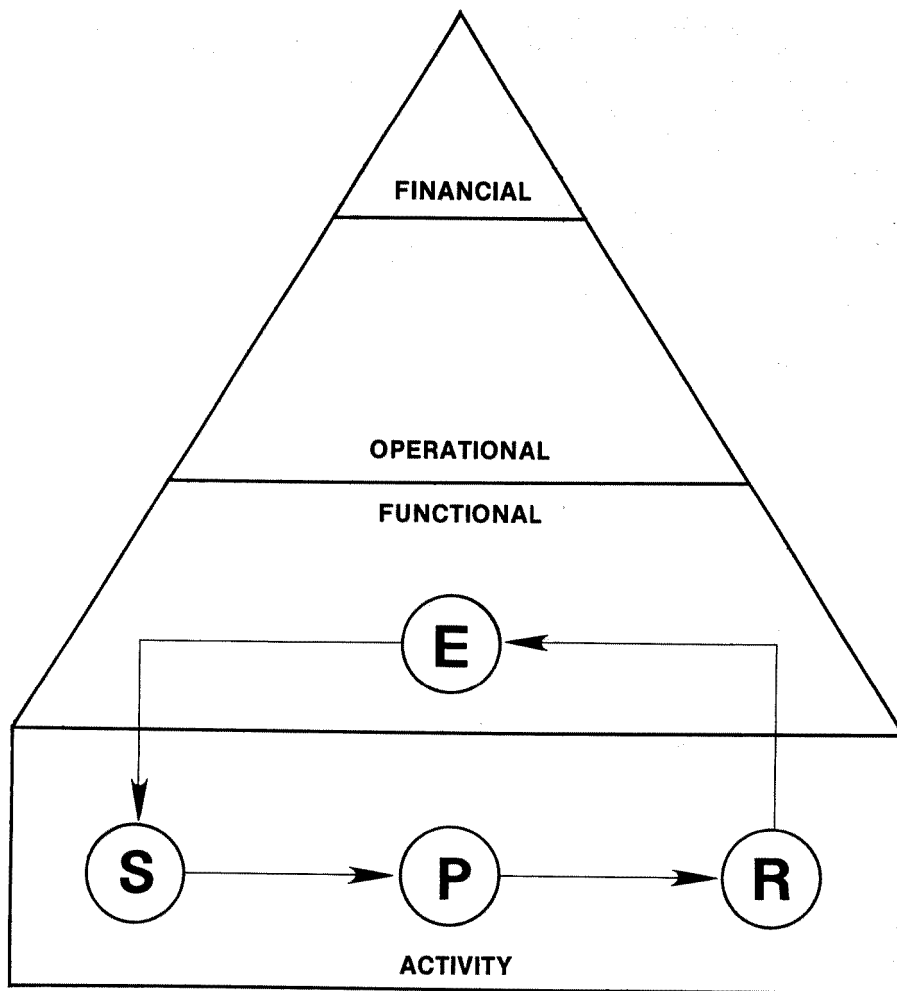 FINANCIAL
OPERATIONAL
FUNCTIONAL
E
S P R
ACTIVITY